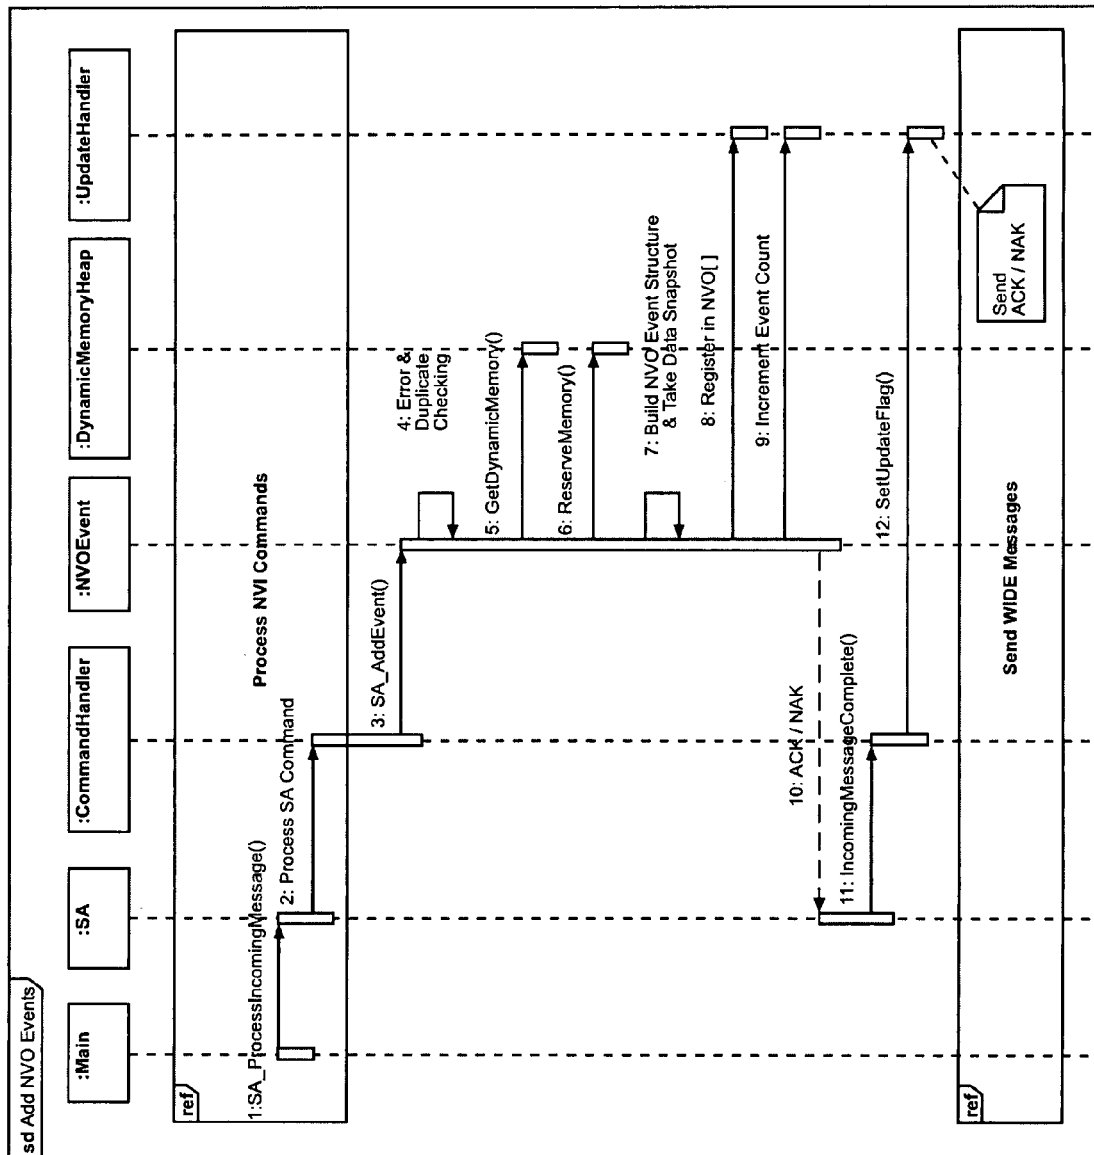 sd Add NVO Events
:Main
:SA
:CommandHandler
:NVOEvent
:DynamicMemoryHeap
:UpdateHandler
ref
Process NVI Commands
1:SA_ProcessIncomingMessage()
2: Process SA Command
3: SA_AddEvent()
4: Error &
Duplicate
Checking
5: GetDynamicMemory()
6: ReserveMemory()
7: Build NVO Event Structure
& Take Data Snapshot
8: Register in NVO[ ]
9: Increment Event Count
10: ACK / NAK
11: IncomingMessageComplete()
12: SetUpdateFlag()
Send
ACK / NAK
ref
Send WIDE Messages